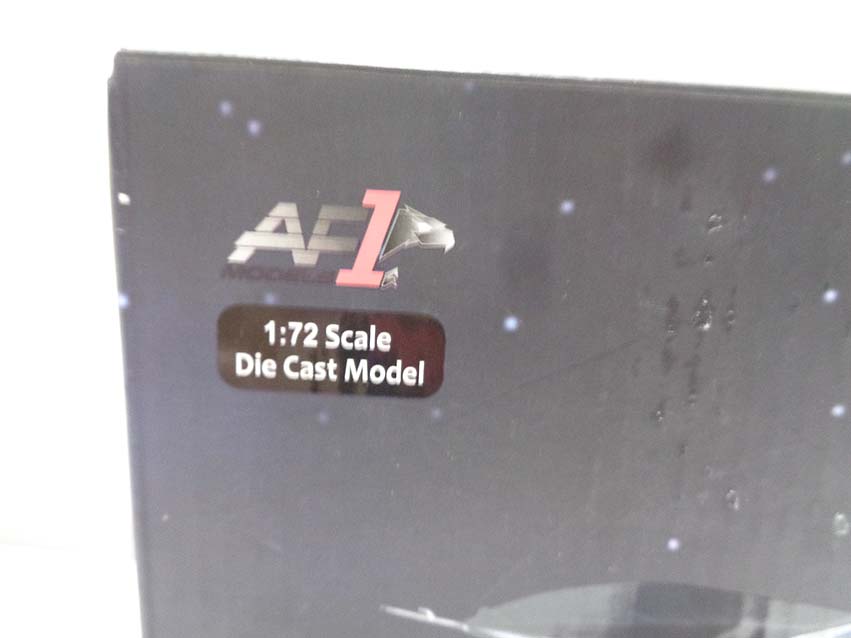 AF1
MODELS
1:72 Scale
Die Cast Model